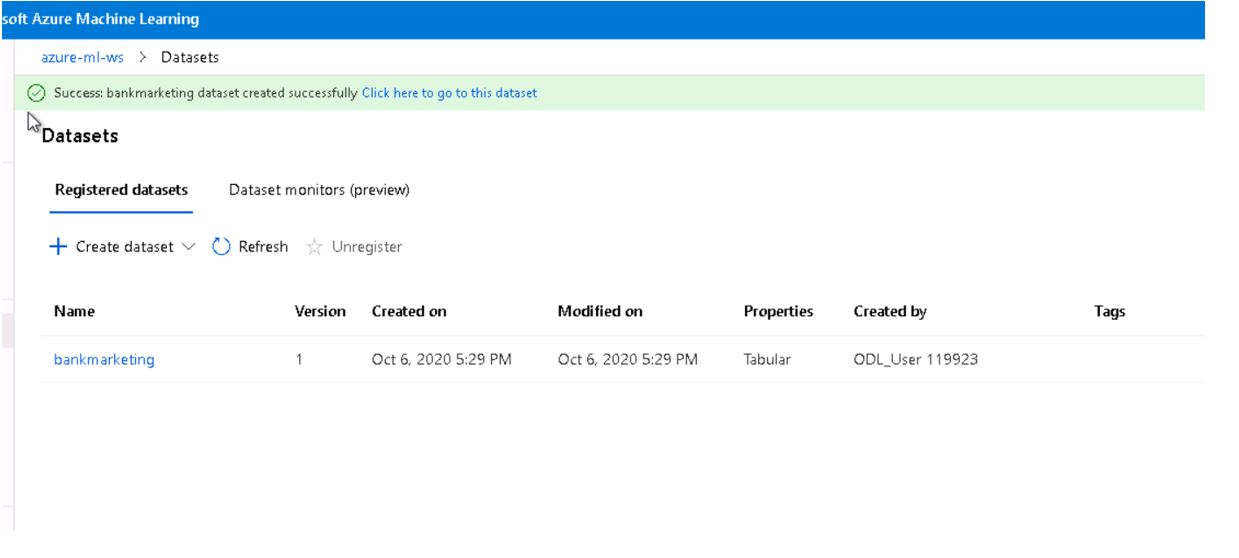 soft Azure Machine Learning
azure-ml-ws > Datasets
Success: bankmarketing dataset created successfully Click here to go to this dataset
Datasets
Registered datasets Dataset monitors (preview)
Create dataset Refresh Unregister
Name Version Created on Modified on Properties Created by Tags
bankmarketing 1 Oct 6, 2020 5:29 PM Oct 6, 2020 5:29 PM Tabular ODL_User 119923